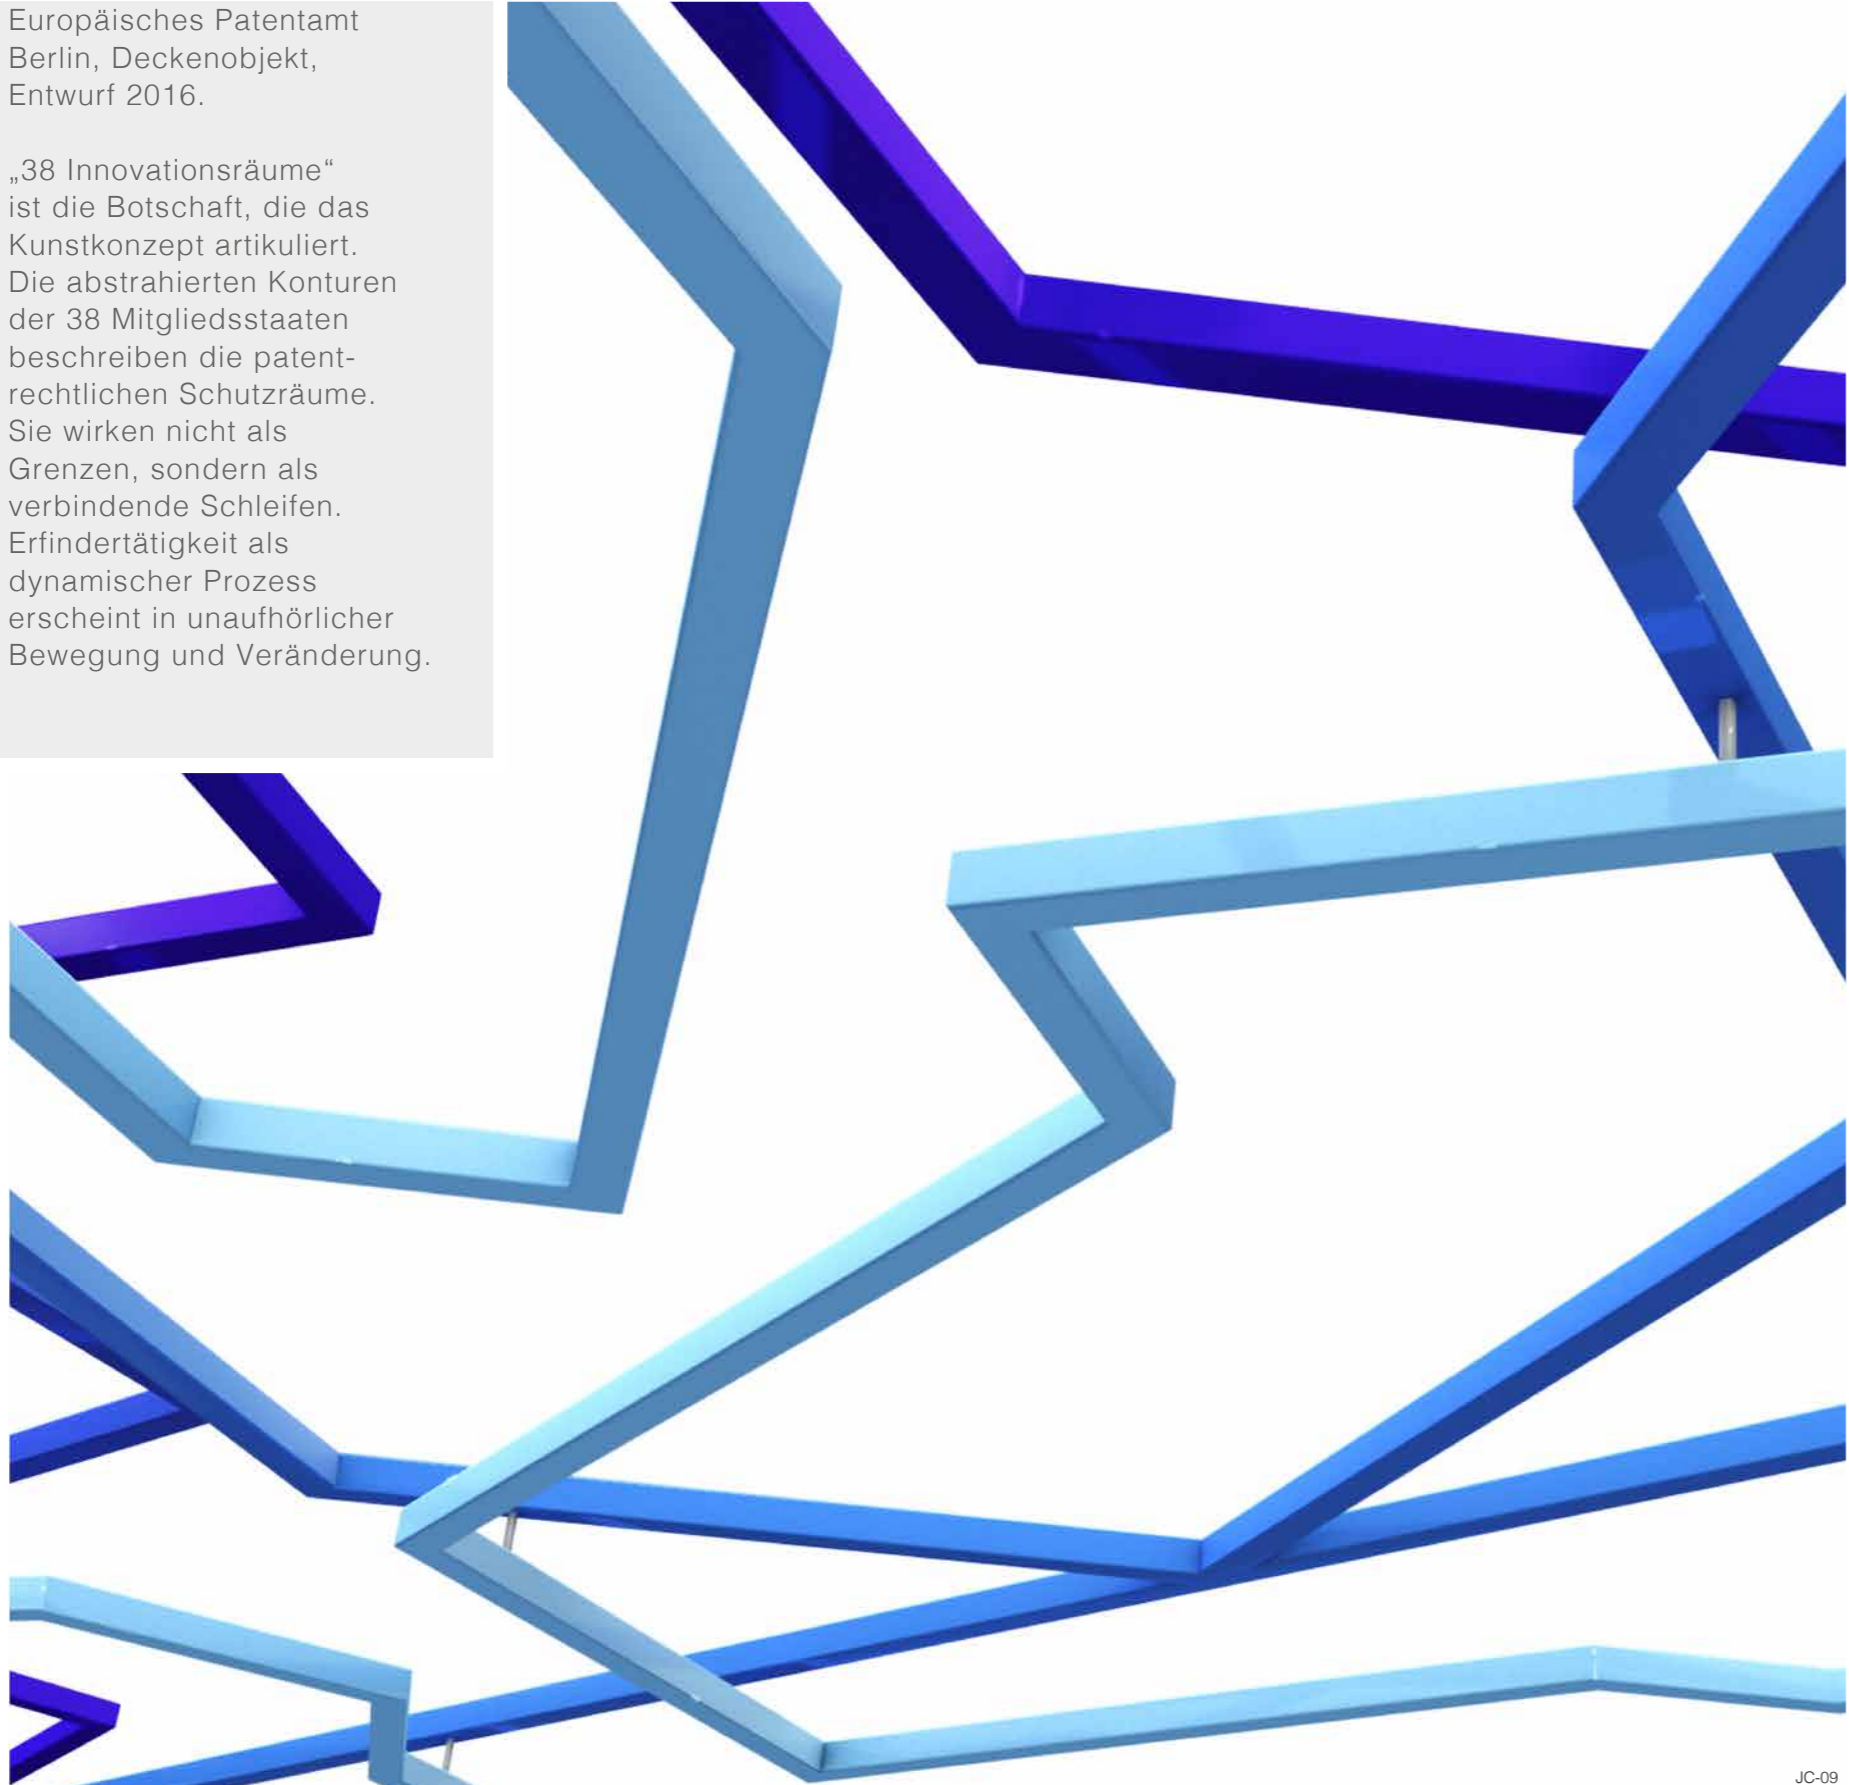 Europäisches Patentamt
Berlin, Deckenobjekt,
Entwurf 2016.
„38 Innovationsräume“
ist die Botschaft, die das
Kunstkonzept artikuliert.
Die abstrahierten Konturen
der 38 Mitgliedsstaaten
beschreiben die patent-
rechtlichen Schutzräume.
Sie wirken nicht als
Grenzen, sondern als
verbindende Schleifen.
Erfindertätigkeit als
dynamischer Prozess
erscheint in unaufhörlicher
Bewegung und Veränderung.
JC-09